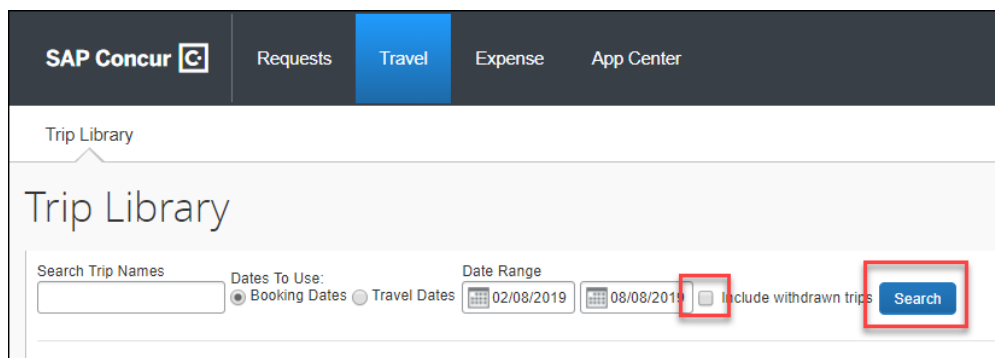 SAP Concur C Requests Travel Expense App Center
Trip Library
Trip Library
Search Trip Names Dates To Use: Date Range
Booking Dates Travel Dates 02/08/2019 08/08/2019 Include withdrawn trips Search